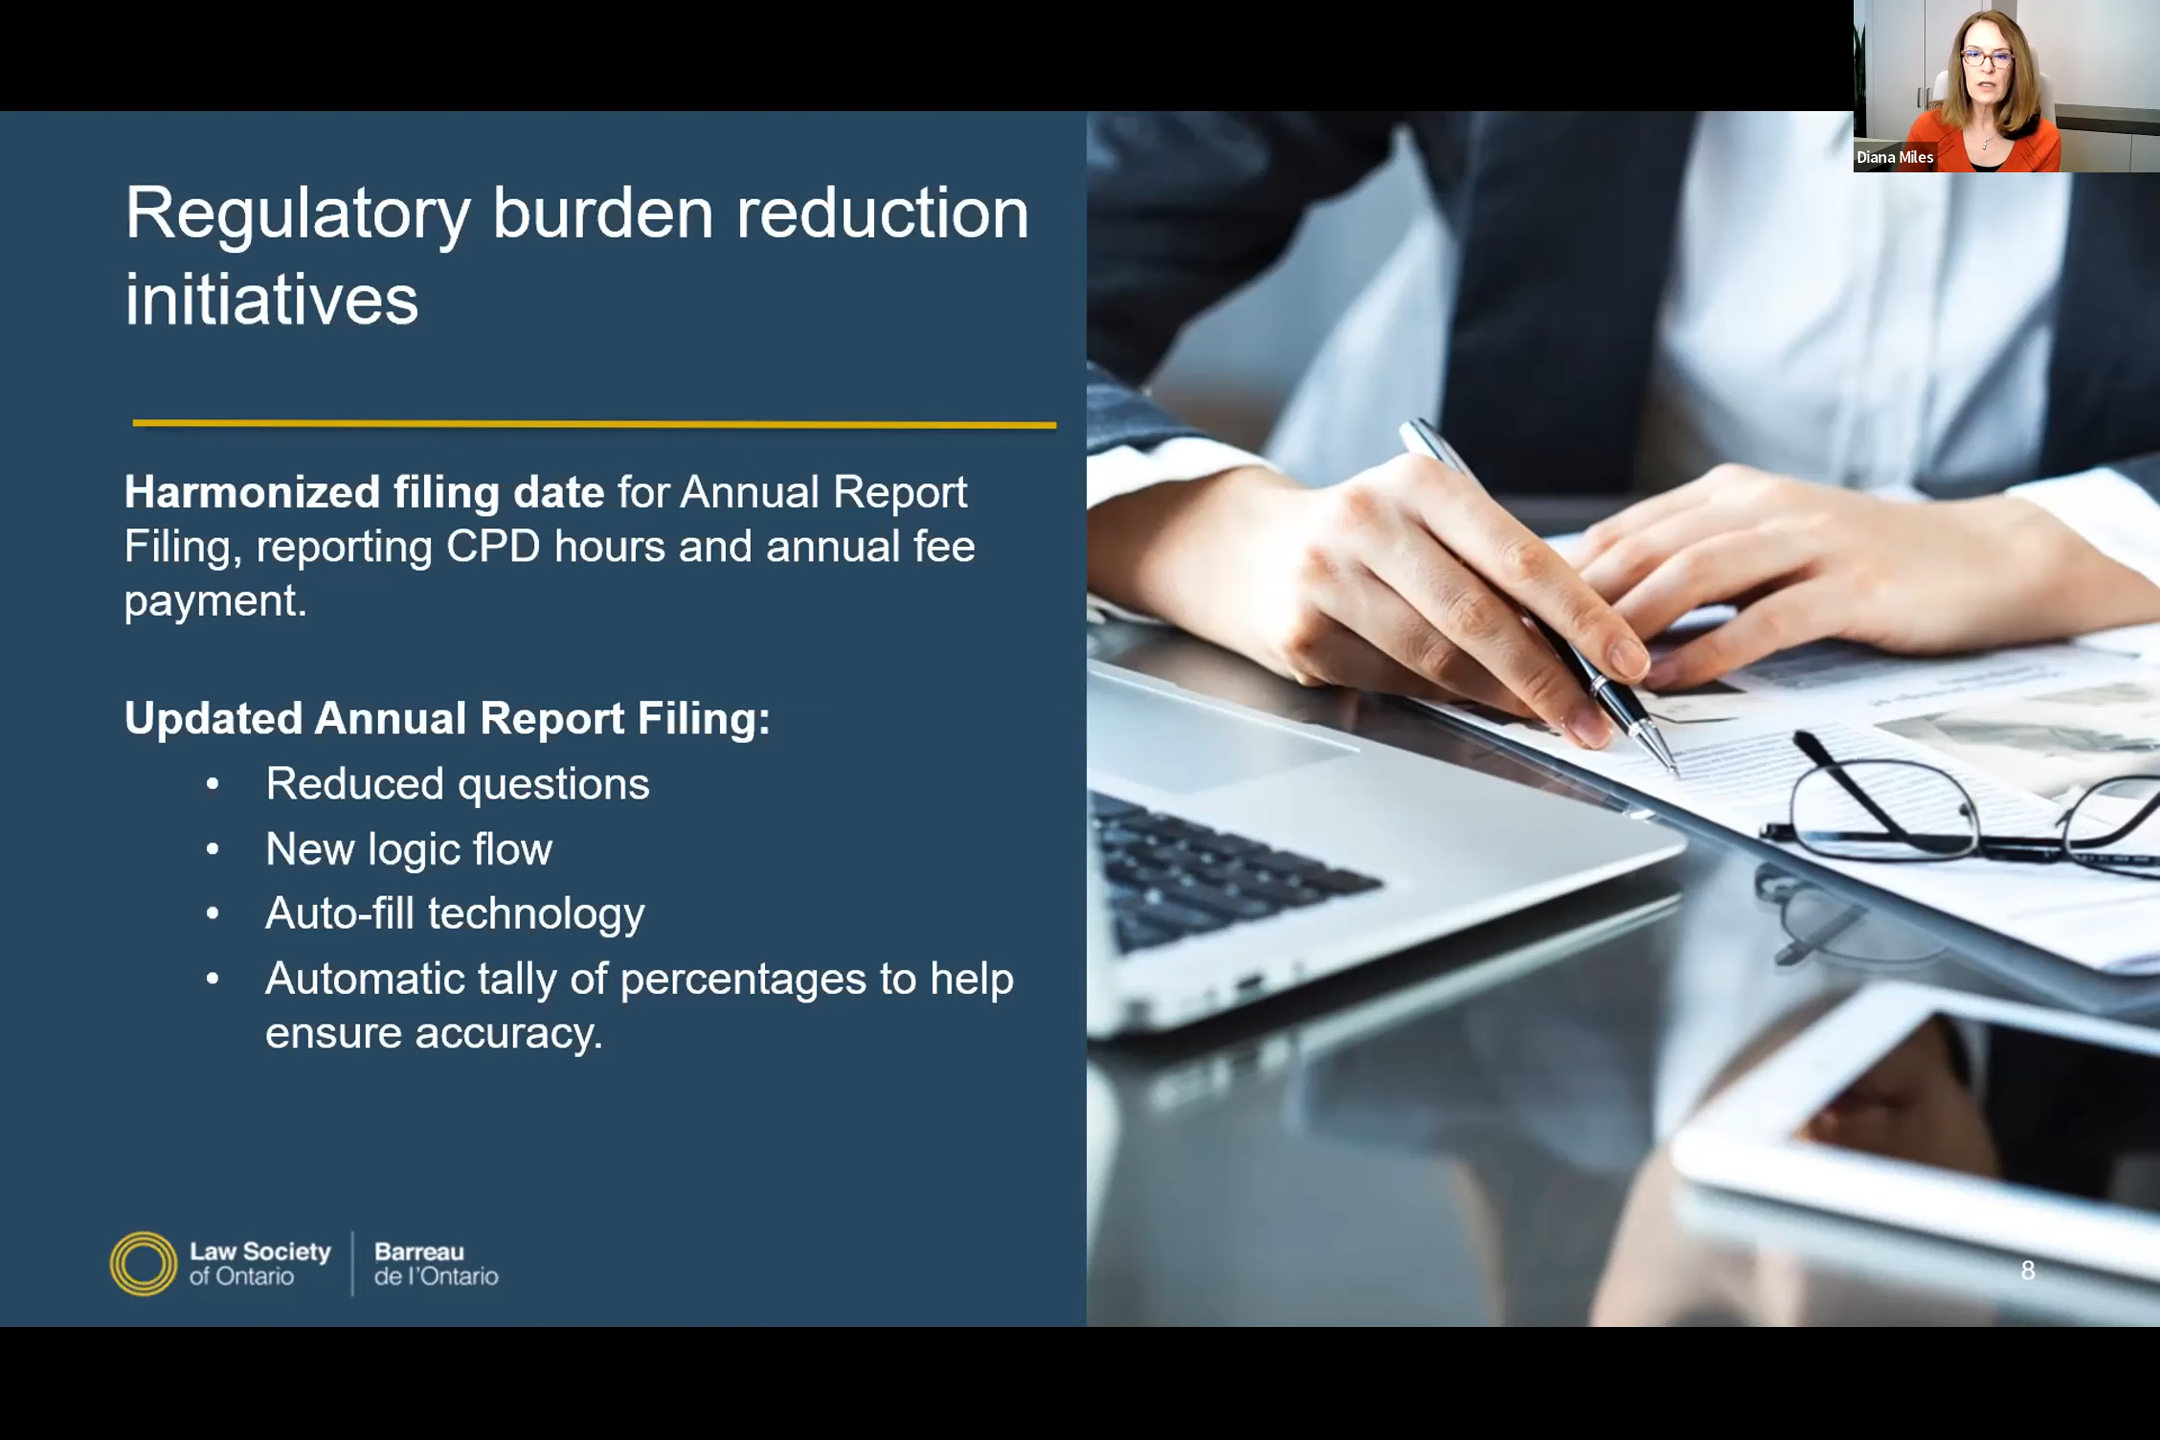 Diana Miles
Regulatory burden reduction
initiatives
Harmonized filing date for Annual Report
Filing, reporting CPD hours and annual fee
payment.
Updated Annual Report Filing:
• Reduced questions
• New logic flow
• Auto-fill technology
• Automatic tally of percentages to help
ensure accuracy.
Law Society
of Ontario
Barreau
de l'Ontario
8